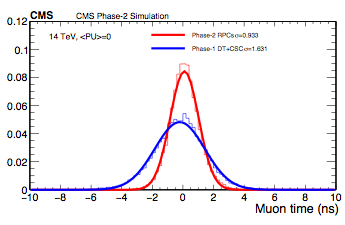 CMS CMS Phase-2 Simulation
0.12
14 TeV, <PU>=0
Phase-2 RPCs σ=0.933
Phase-1 DT+CSC σ=1.631
0.1
0.08
0.06
0.04
0.02
0
−10 −8 −6 −4 −2 0 2 4 6 8 10
Muon time (ns)